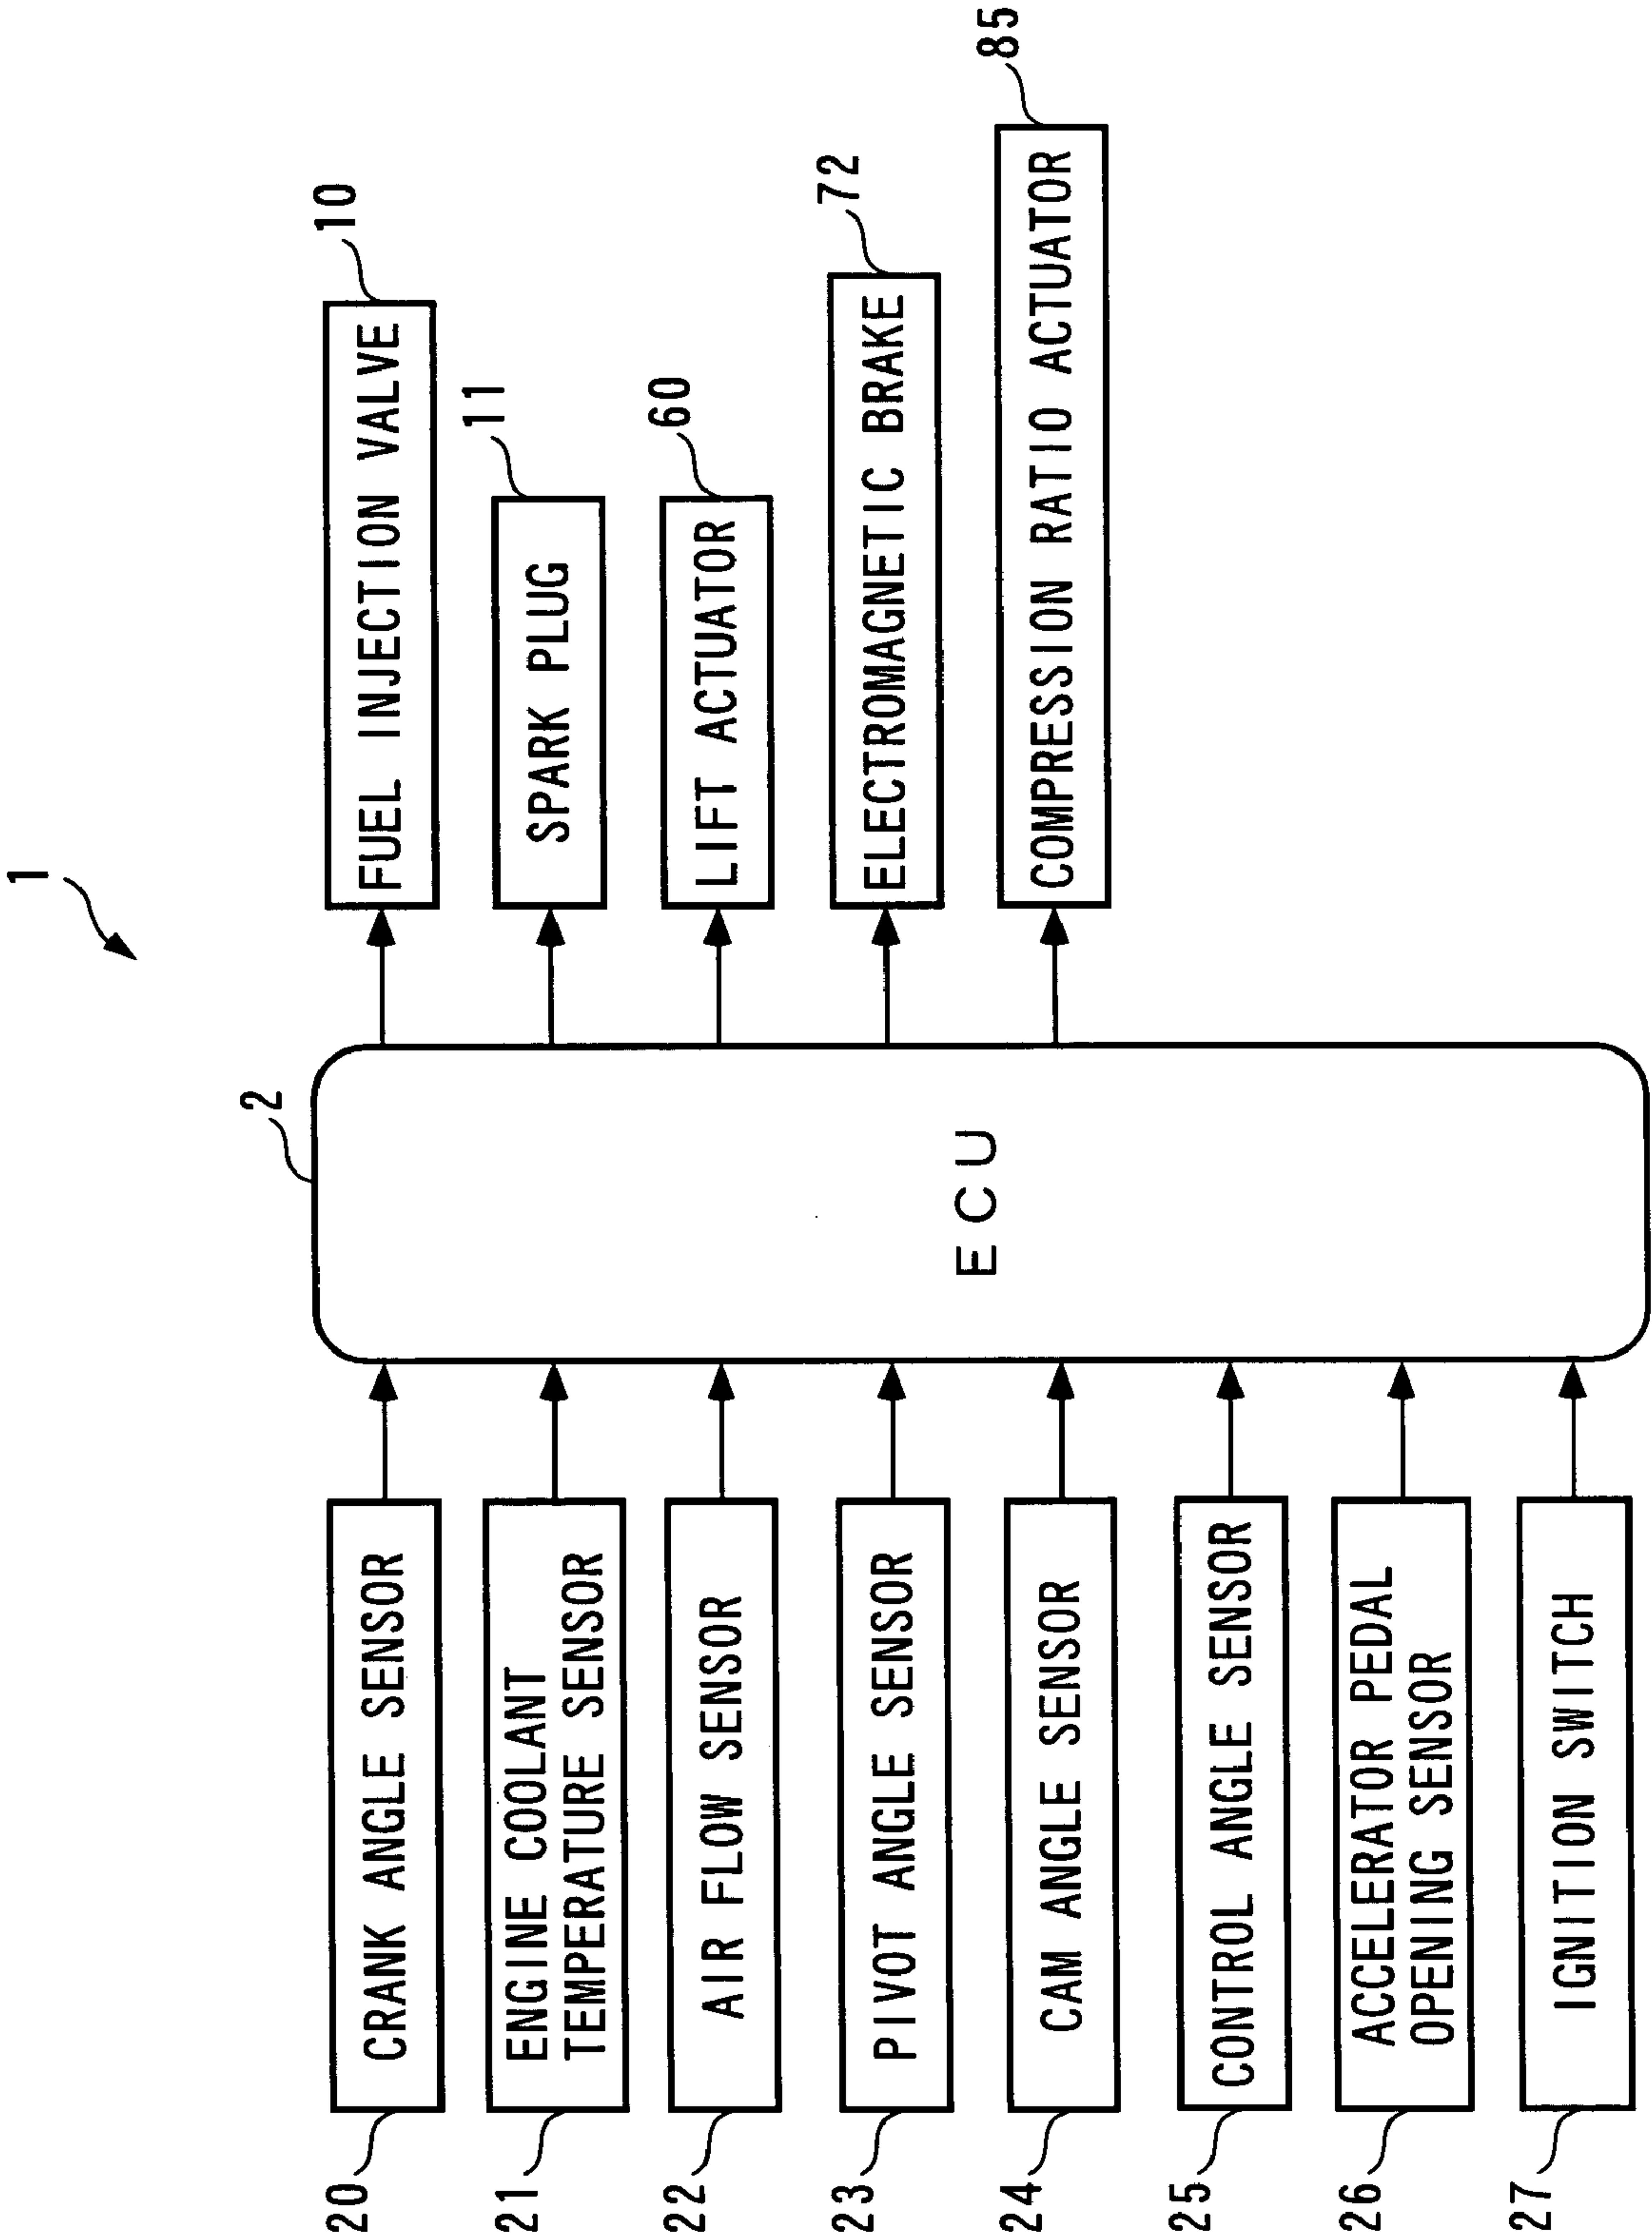 1
2
20
CRANK ANGLE SENSOR
21
ENGINE COOLANT
TEMPERATURE SENSOR
22
AIR FLOW SENSOR
23
PIVOT ANGLE SENSOR
24
CAM ANGLE SENSOR
25
CONTROL ANGLE SENSOR
26
ACCELERATOR PEDAL
OPENING SENSOR
27
IGNITION SWITCH
ECU
FUEL INJECTION VALVE
10
SPARK PLUG
11
LIFT ACTUATOR
60
ELECTROMAGNETIC BRAKE
72
COMPRESSION RATIO ACTUATOR
85